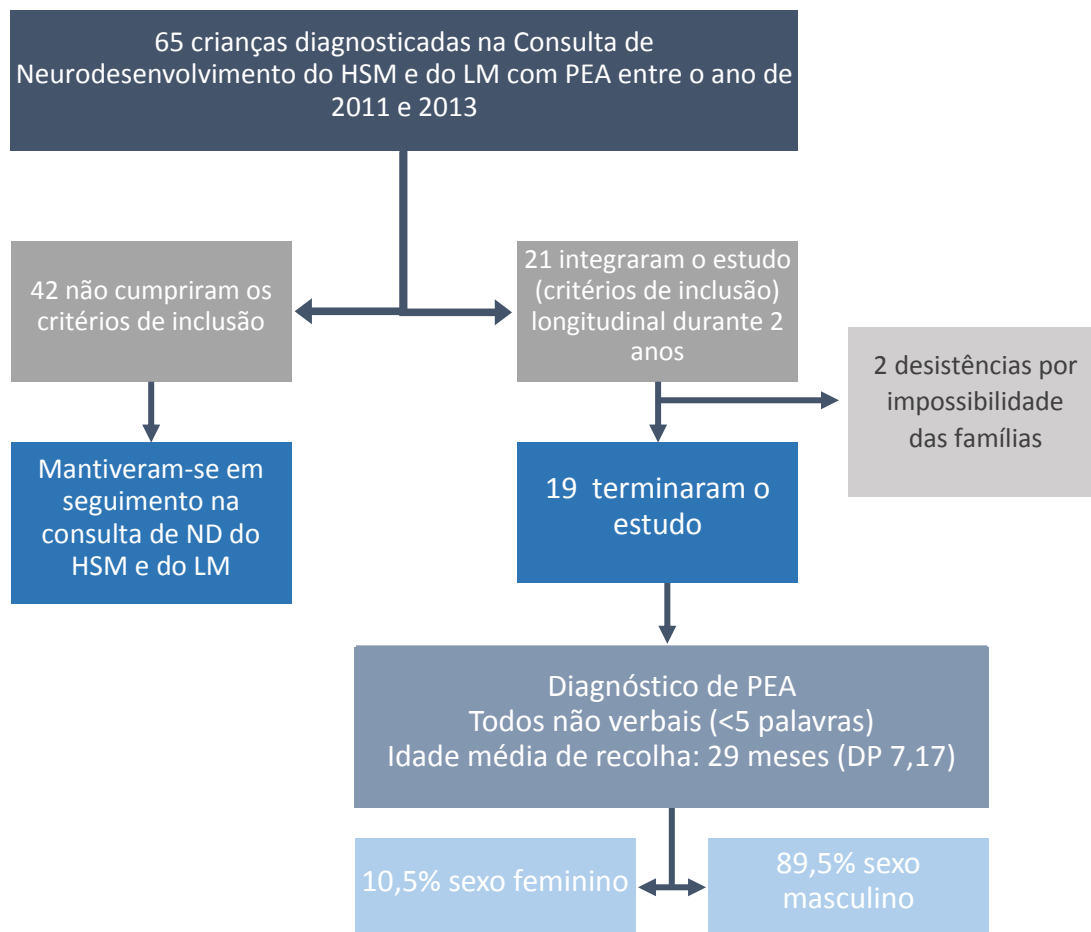 65 crianças diagnosticadas na Consulta de
Neurodesenvolvimento do HSM e do LM com PEA entre o ano de
2011 e 2013
42 não cumpriram os
critérios de inclusão
21 integraram o estudo
(critérios de inclusão)
longitudinal durante 2
anos
2 desistências por
impossibilidade
das famílias
Mantiveram-se em
seguimento na
consulta de ND do
HSM e do LM
19 terminaram o
estudo
Diagnóstico de PEA
Todos não verbais (<5 palavras)
Idade média de recolha: 29 meses (DP 7,17)
10,5% sexo feminino
89,5% sexo
masculino